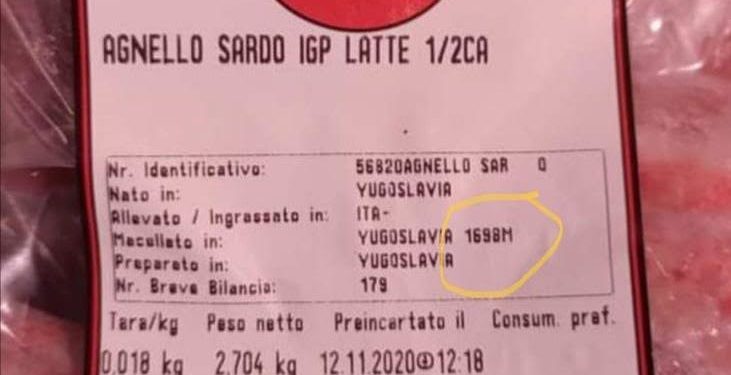 AGNELLO SARDO IGP LATTE 1/2CA
Nr. Identificativo: 56820AGNELLO SAR Q
Nato in: YUGOSLAVIA
Allevato / Ingrassato in: ITA-
Macellato in: YUGOSLAVIA 1698M
Preparato in: YUGOSLAVIA
Nr. Breve Bilancia: 179
Tara/kg Peso netto Preincartato il Consum. pref.
0,018 kg 2,704 kg 12.11.2020 12:18